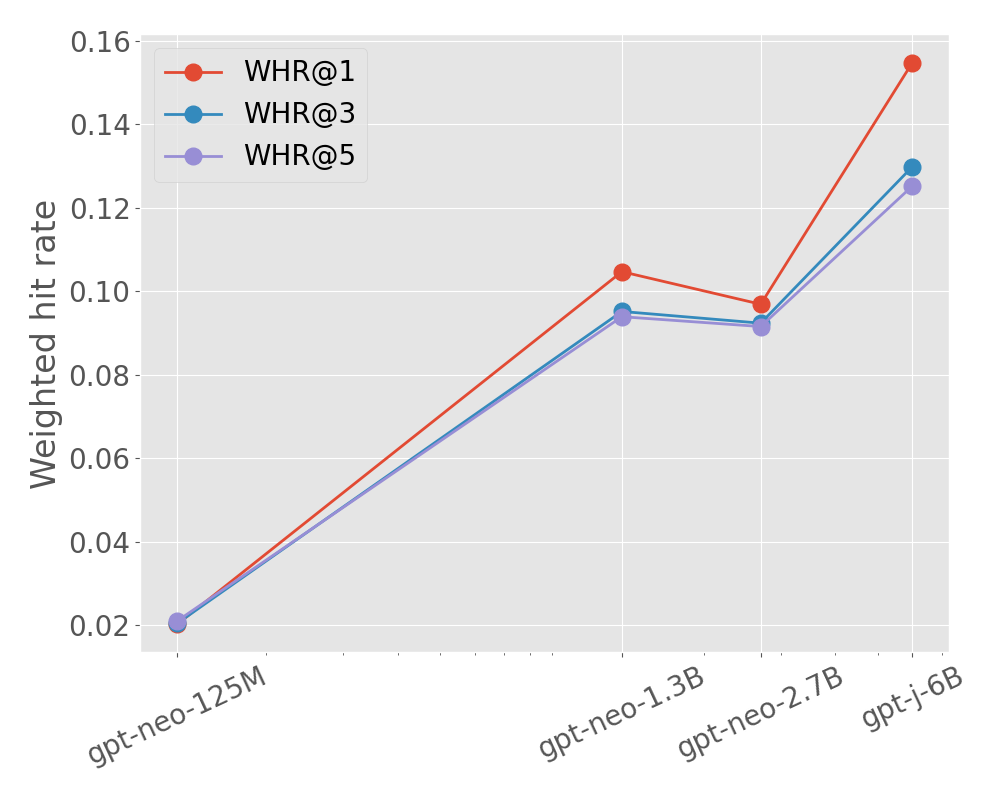 WHR@1
WHR@3
WHR@5
Weighted hit rate
0.16
0.14
0.12
0.10
0.08
0.06
0.04
0.02
gpt-neo-125M
gpt-neo-1.3B
gpt-neo-2.7B
gpt-j-6B